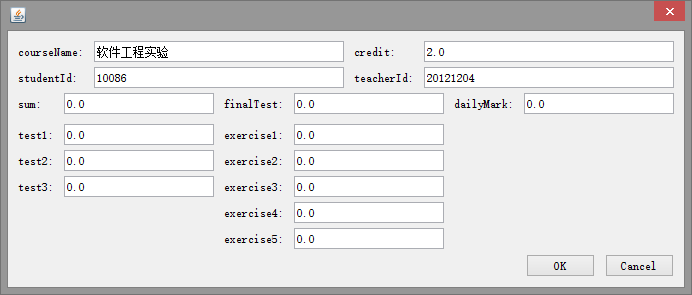 courseName: 软件工程实验 credit: 2.0
studentId: 10086 teacherId: 20121204
sum: 0.0 finalTest: 0.0 dailyMark: 0.0
test1: 0.0 exercise1: 0.0
test2: 0.0 exercise2: 0.0
test3: 0.0 exercise3: 0.0
exercise4: 0.0
exercise5: 0.0
OK Cancel